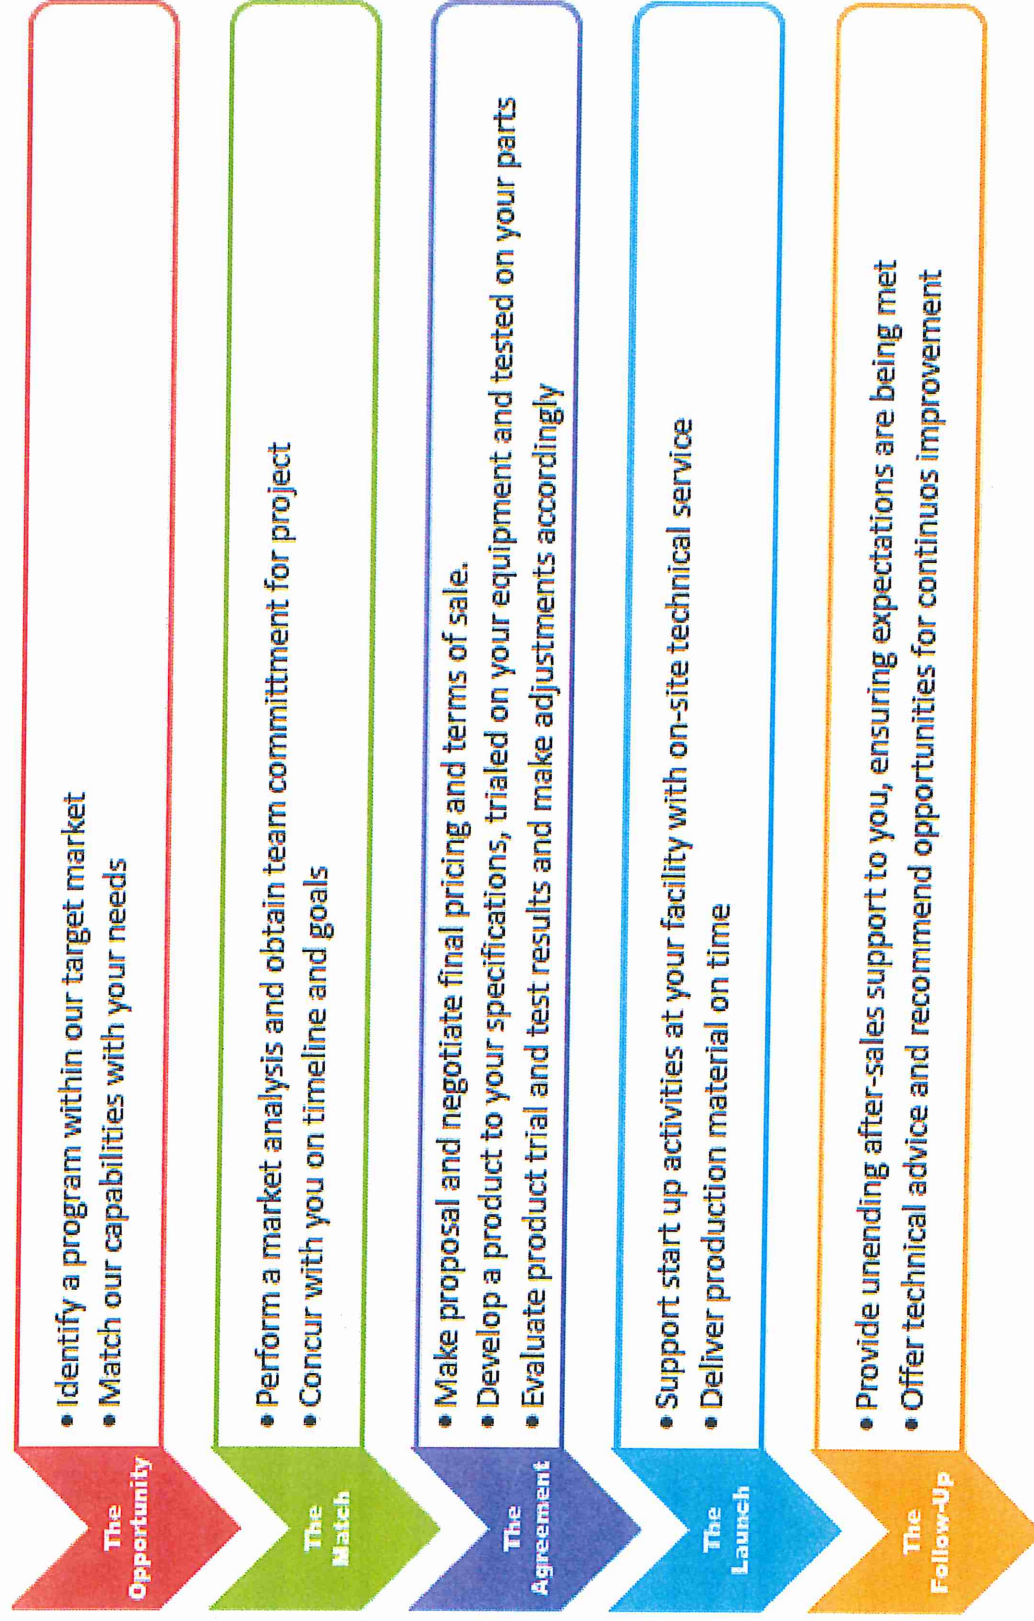 The
Opportunity
• Identify a program within our target market
• Match our capabilities with your needs
The
Match
• Perform a market analysis and obtain team committment for project
• Concur with you on timeline and goals
The
Agreement
• Make proposal and negotiate final pricing and terms of sale.
• Develop a product to your specifications, trialed on your equipment and tested on your parts
• Evaluate product trial and test results and make adjustments accordingly
The
Launch
• Support start up activities at your facility with on-site technical service
• Deliver production material on time
The
Follow-Up
• Provide unending after-sales support to you, ensuring expectations are being met
• Offer technical advice and recommend opportunities for continuos improvement